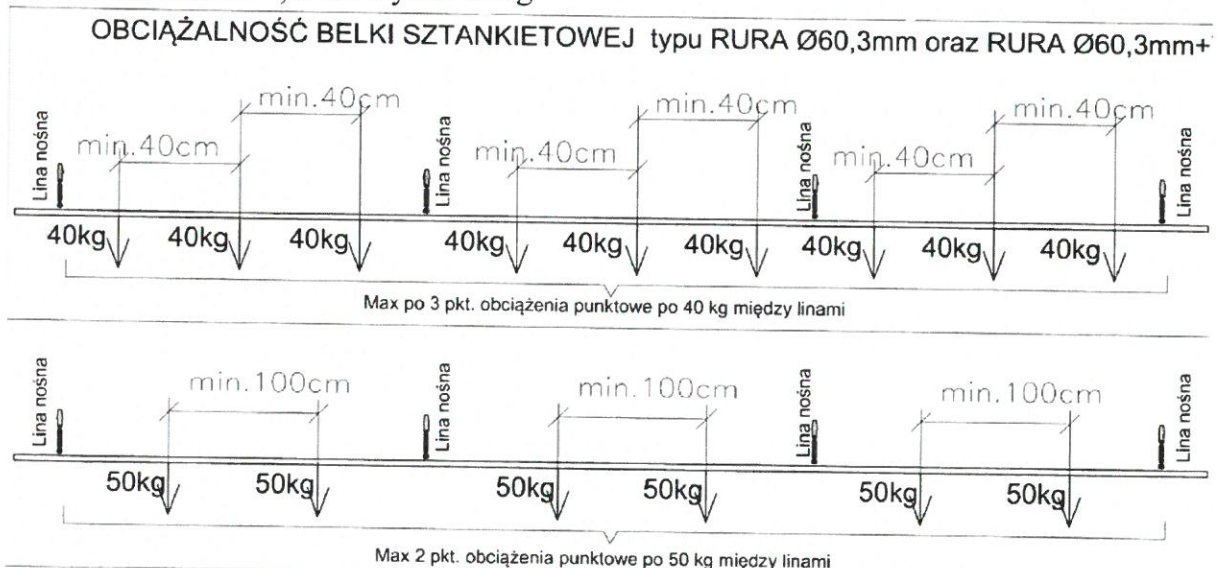 OBCIĄŻALNOŚĆ BELKI SZTANKIETOWEJ typu RURA Ø60,3mm oraz RURA Ø60,3mm+
min.40cm min.40cm min.40cm
Lina nośna Lina nośna Lina nośna Lina nośna
min.40cm min.40cm min.40cm
40kg 40kg 40kg 40kg 40kg 40kg 40kg 40kg 40kg
Max po 3 pkt. obciążenia punktowe po 40 kg między linami
Lina nośna Lina nośna Lina nośna Lina nośna
min.100cm min.100cm min.100cm
50kg 50kg 50kg 50kg 50kg 50kg
Max 2 pkt. obciążenia punktowe po 50 kg między linami